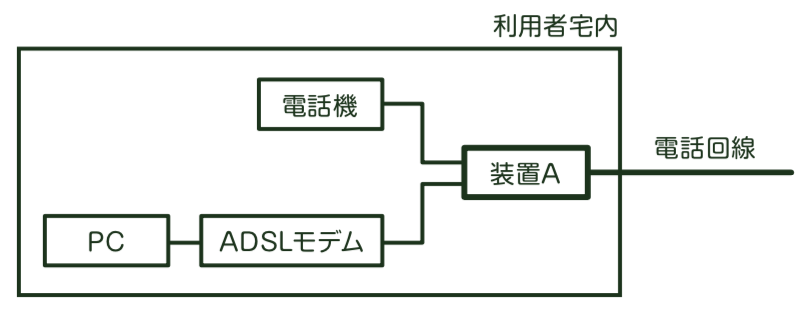 利用者宅内
電話機
電話回線
装置A
PC
ADSLモデム